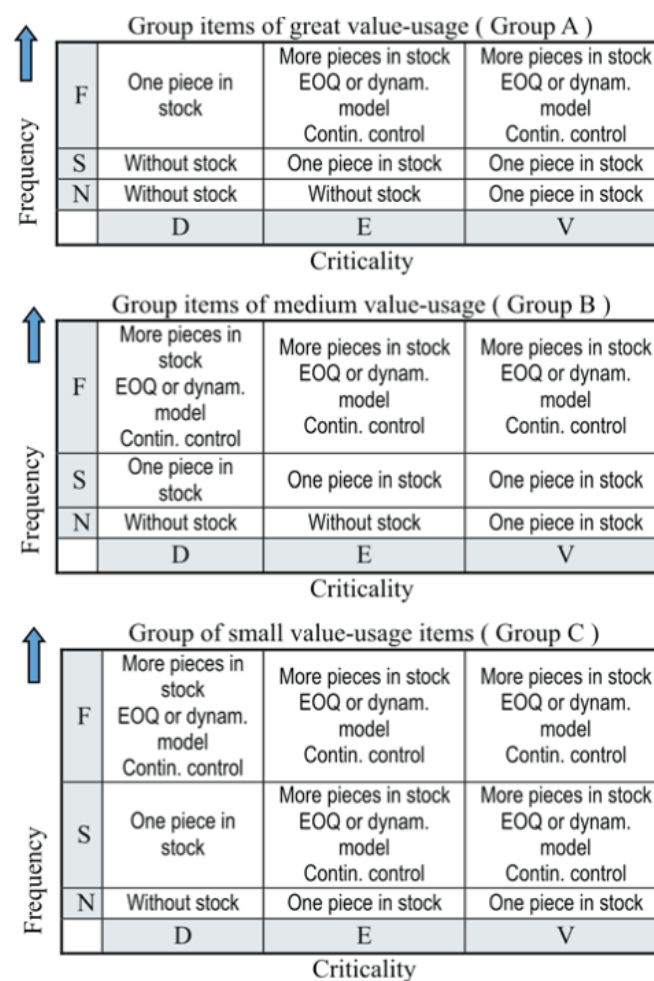 Group items of great value-usage ( Group A )
Frequency
F
One piece in
stock
More pieces in stock
EOQ or dynam.
model
Contin. control
More pieces in stock
EOQ or dynam.
model
Contin. control
S
Without stock
One piece in stock
One piece in stock
N
Without stock
Without stock
One piece in stock
D
E
V
Criticality
Group items of medium value-usage ( Group B )
Frequency
F
More pieces in
stock
EOQ or dynam.
model
Contin. control
More pieces in stock
EOQ or dynam.
model
Contin. control
More pieces in stock
EOQ or dynam.
model
Contin. control
S
One piece in
stock
One piece in stock
One piece in stock
N
Without stock
Without stock
One piece in stock
D
E
V
Criticality
Group of small value-usage items ( Group C )
Frequency
F
More pieces in
stock
EOQ or dynam.
model
Contin. control
More pieces in stock
EOQ or dynam.
model
Contin. control
More pieces in stock
EOQ or dynam.
model
Contin. control
S
One piece in
stock
More pieces in stock
EOQ or dynam.
model
Contin. control
More pieces in stock
EOQ or dynam.
model
Contin. control
N
Without stock
One piece in stock
One piece in stock
D
E
V
Criticality